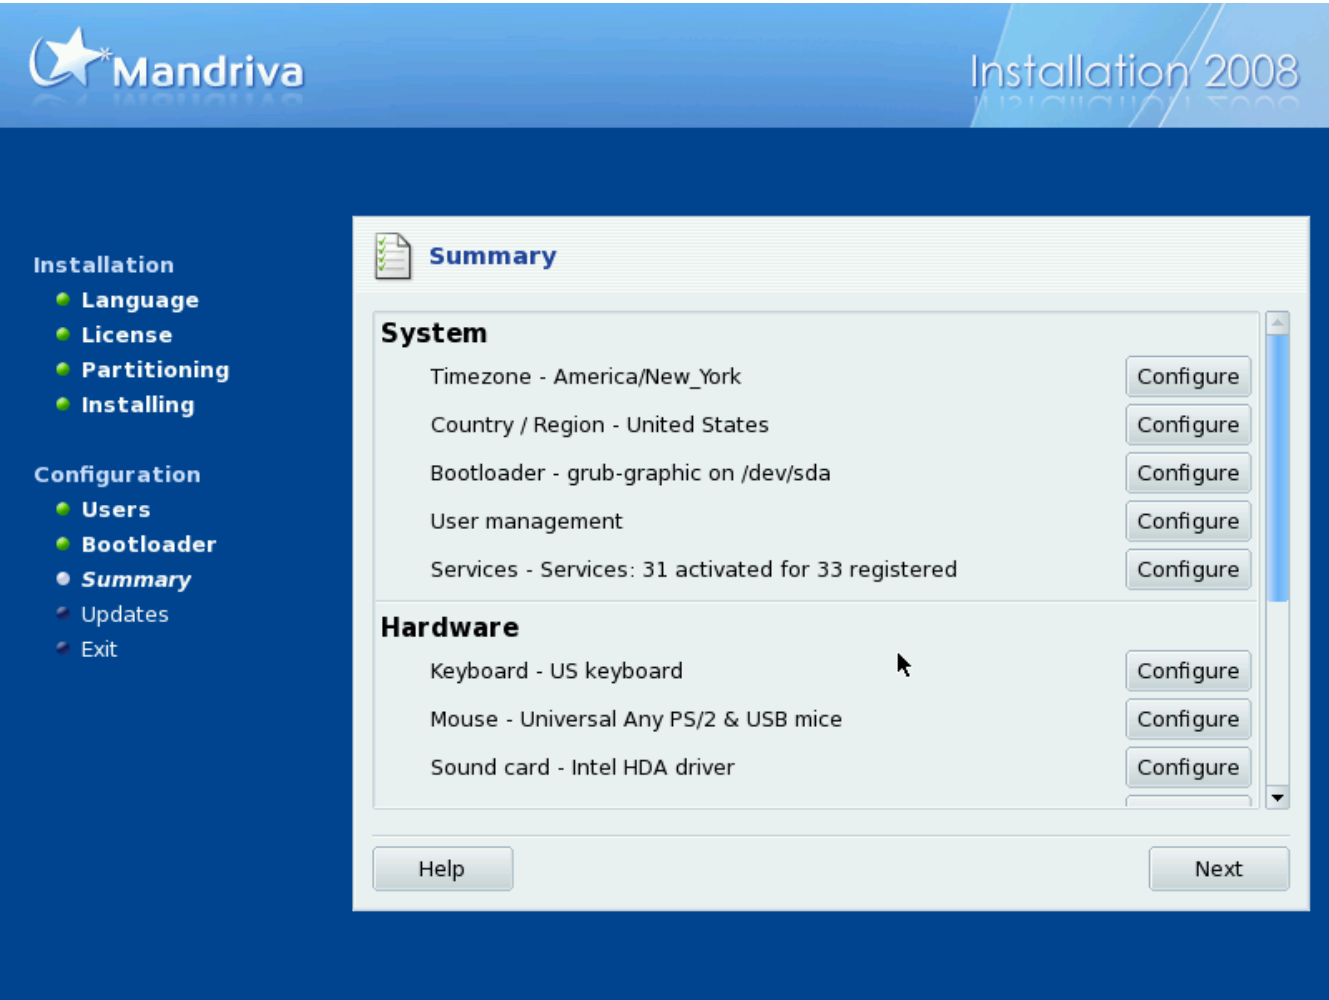 Mandriva
Installation 2008
Installation
Language
License
Partitioning
Installing
Configuration
Users
Bootloader
Summary
Updates
Exit
Summary
System
Timezone - America/New_York
Configure
Country / Region - United States
Configure
Bootloader - grub-graphic on /dev/sda
Configure
User management
Configure
Services - Services: 31 activated for 33 registered
Configure
Hardware
Keyboard - US keyboard
Configure
Mouse - Universal Any PS/2 & USB mice
Configure
Sound card - Intel HDA driver
Configure
Help
Next